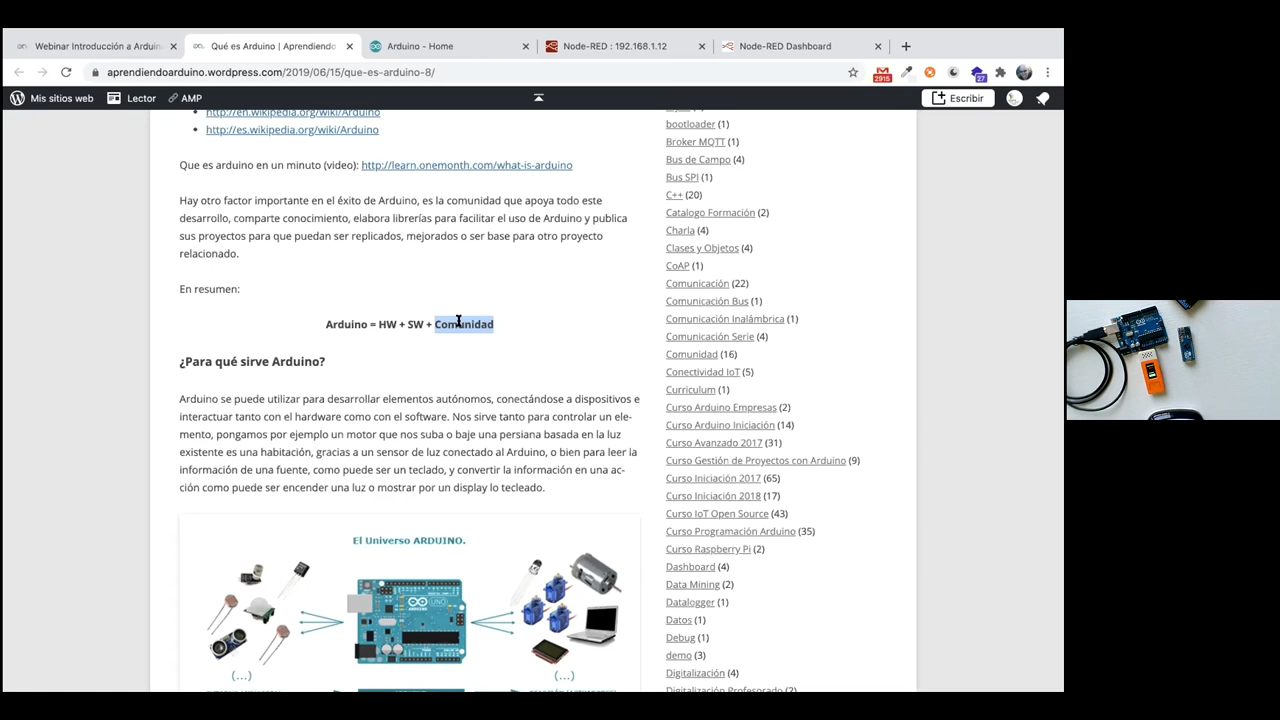 Webinar Introducción a Arduin
Qué es Arduino | Aprendiendo
Arduino - Home
Node-RED : 192.168.1.12
Node-RED Dashboard
aprendiendoarduino.wordpress.com/2019/06/15/que-es-arduino-8/
2915
27
Mis sitios web
Lector
AMP
Escribir
http://en.wikipedia.org/wiki/Arduino
http://es.wikipedia.org/wiki/Arduino
Que es arduino en un minuto (video): http://learn.onemonth.com/what-is-arduino
Hay otro factor importante en el éxito de Arduino, es la comunidad que apoya todo este
desarrollo, comparte conocimiento, elabora librerías para facilitar el uso de Arduino y publica
sus proyectos para que puedan ser replicados, mejorados o ser base para otro proyecto
relacionado.
En resumen:
Arduino = HW + SW + Comunidad
¿Para qué sirve Arduino?
Arduino se puede utilizar para desarrollar elementos autónomos, conectándose a dispositivos e
interactuar tanto con el hardware como con el software. Nos sirve tanto para controlar un ele-
mento, pongamos por ejemplo un motor que nos suba o baje una persiana basada en la luz
existente es una habitación, gracias a un sensor de luz conectado al Arduino, o bien para leer la
información de una fuente, como puede ser un teclado, y convertir la información en una ac-
ción como puede ser encender una luz o mostrar por un display lo tecleado.
El Universo ARDUINO.
UNO
(...)
(...)
bootloader (1)
Broker MQTT (1)
Bus de Campo (4)
Bus SPI (1)
C++ (20)
Catalogo Formación (2)
Charla (4)
Clases y Objetos (4)
CoAP (1)
Comunicación (22)
Comunicación Bus (1)
Comunicación Inalámbrica (1)
Comunicación Serie (4)
Comunidad (16)
Conectividad IoT (5)
Curriculum (1)
Curso Arduino Empresas (2)
Curso Arduino Iniciación (14)
Curso Avanzado 2017 (31)
Curso Gestión de Proyectos con Arduino (9)
Curso Iniciación 2017 (65)
Curso Iniciación 2018 (17)
Curso IoT Open Source (43)
Curso Programación Arduino (35)
Curso Raspberry Pi (2)
Dashboard (4)
Data Mining (2)
Datalogger (1)
Datos (1)
Debug (1)
demo (3)
Digitalización (4)
Digitalización Profesorado (2)